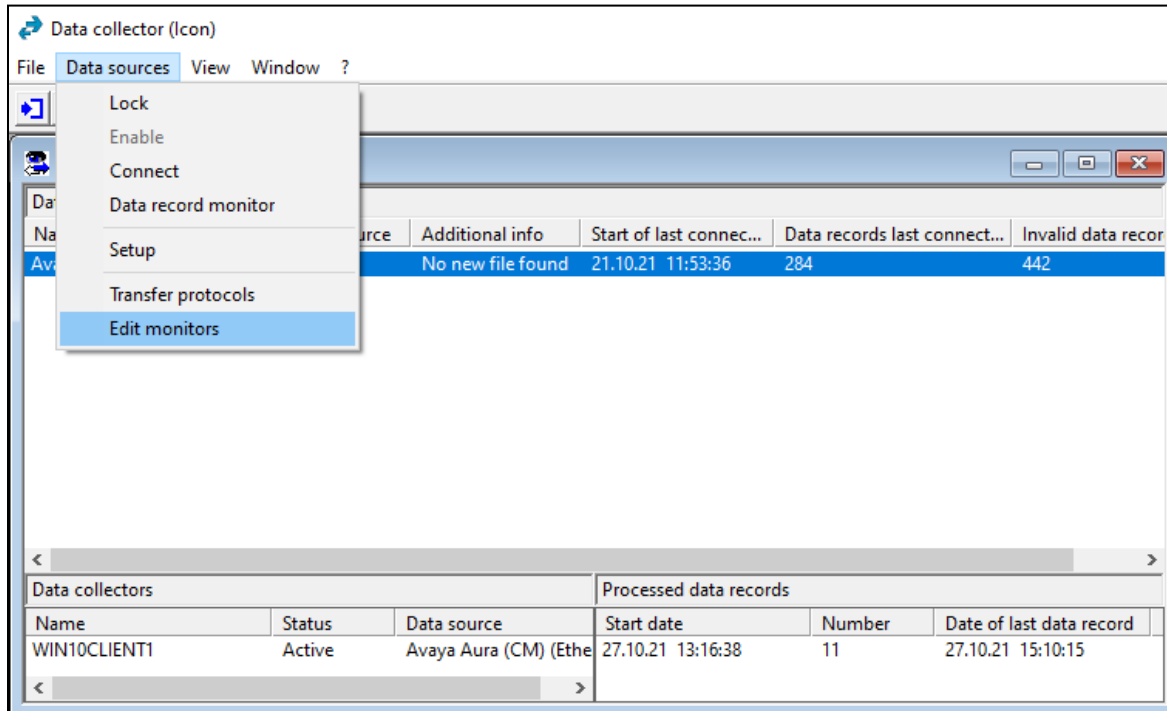 Data collector (Icon)
File Data sources View Window ?
Lock
Enable
Connect
Data record monitor
Setup
Transfer protocols
Edit monitors
Additional info Start of last connec... Data records last connect... Invalid data recor
No new file found 21.10.21 11:53:36 284 442
Data collectors Processed data records
Name Status Data source Start date Number Date of last data record
WIN10CLIENT1 Active Avaya Aura (CM) (Ethe 27.10.21 13:16:38 11 27.10.21 15:10:15